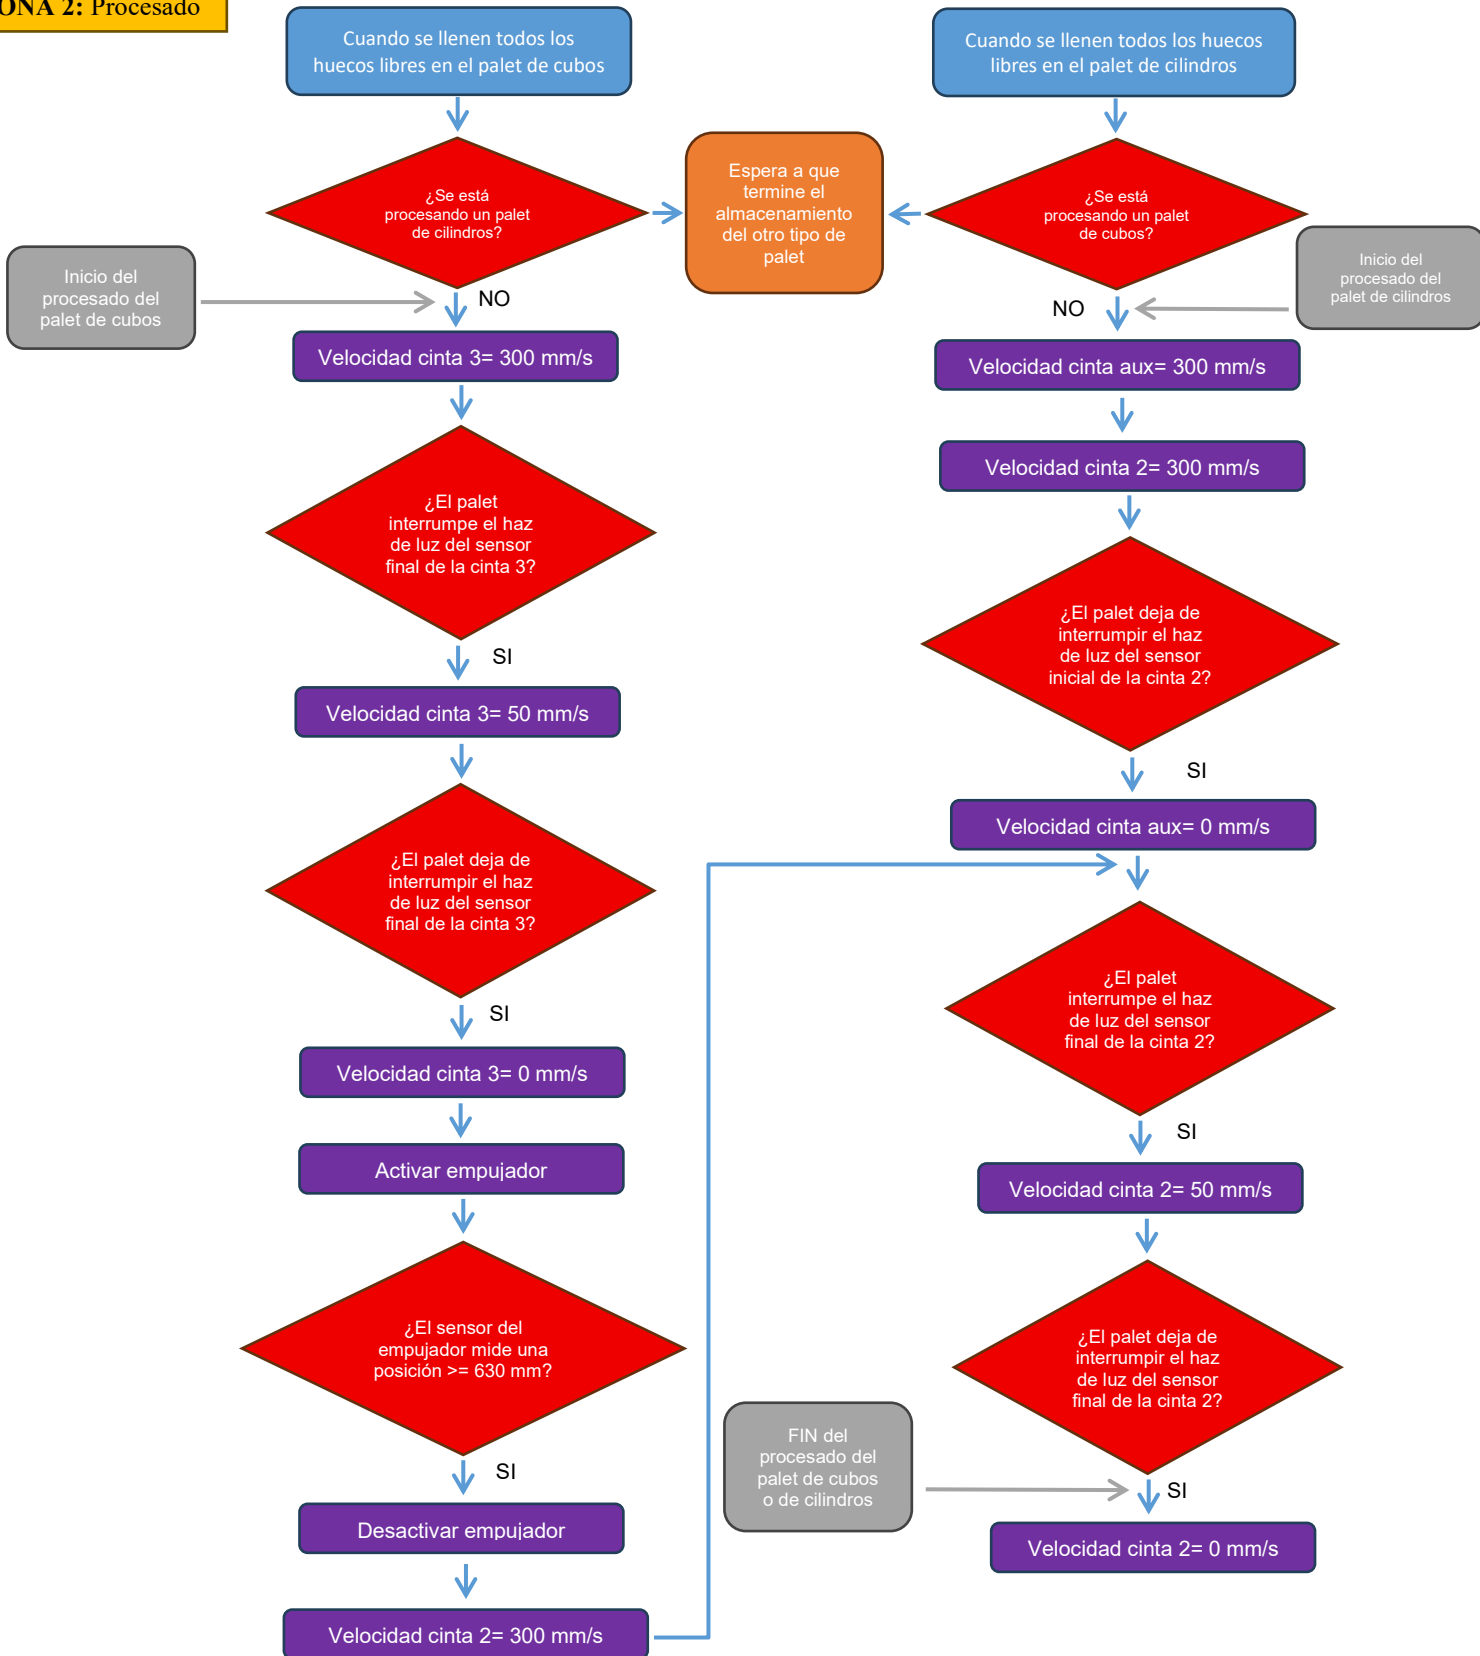 ONA 2: Procesado
Cuando se llenen todos los
huecos libres en el palet de cubos
¿Se está
procesando un palet
de cilindros?
Espera a que
termine el
almacenamiento
del otro tipo de
palet
Inicio del
procesado del
palet de cubos
NO
Velocidad cinta 3= 300 mm/s
¿El palet
interrumpe el haz
de luz del sensor
final de la cinta 3?
SI
Velocidad cinta 3= 50 mm/s
¿El palet deja de
interrumpir el haz
de luz del sensor
final de la cinta 3?
SI
Velocidad cinta 3= 0 mm/s
Activar empujador
¿El sensor del
empujador mide una
posición >= 630 mm?
SI
Desactivar empujador
Velocidad cinta 2= 300 mm/s
Cuando se llenen todos los huecos
libres en el palet de cilindros
¿Se está
procesando un palet
de cubos?
Inicio del
procesado del
palet de cilindros
NO
Velocidad cinta aux= 300 mm/s
Velocidad cinta 2= 300 mm/s
¿El palet deja de
interrumpir el haz
de luz del sensor
inicial de la cinta 2?
SI
Velocidad cinta aux= 0 mm/s
¿El palet
interrumpe el haz
de luz del sensor
final de la cinta 2?
SI
Velocidad cinta 2= 50 mm/s
¿El palet deja de
interrumpir el haz
de luz del sensor
final de la cinta 2?
FIN del
procesado del
palet de cubos
o de cilindros
SI
Velocidad cinta 2= 0 mm/s